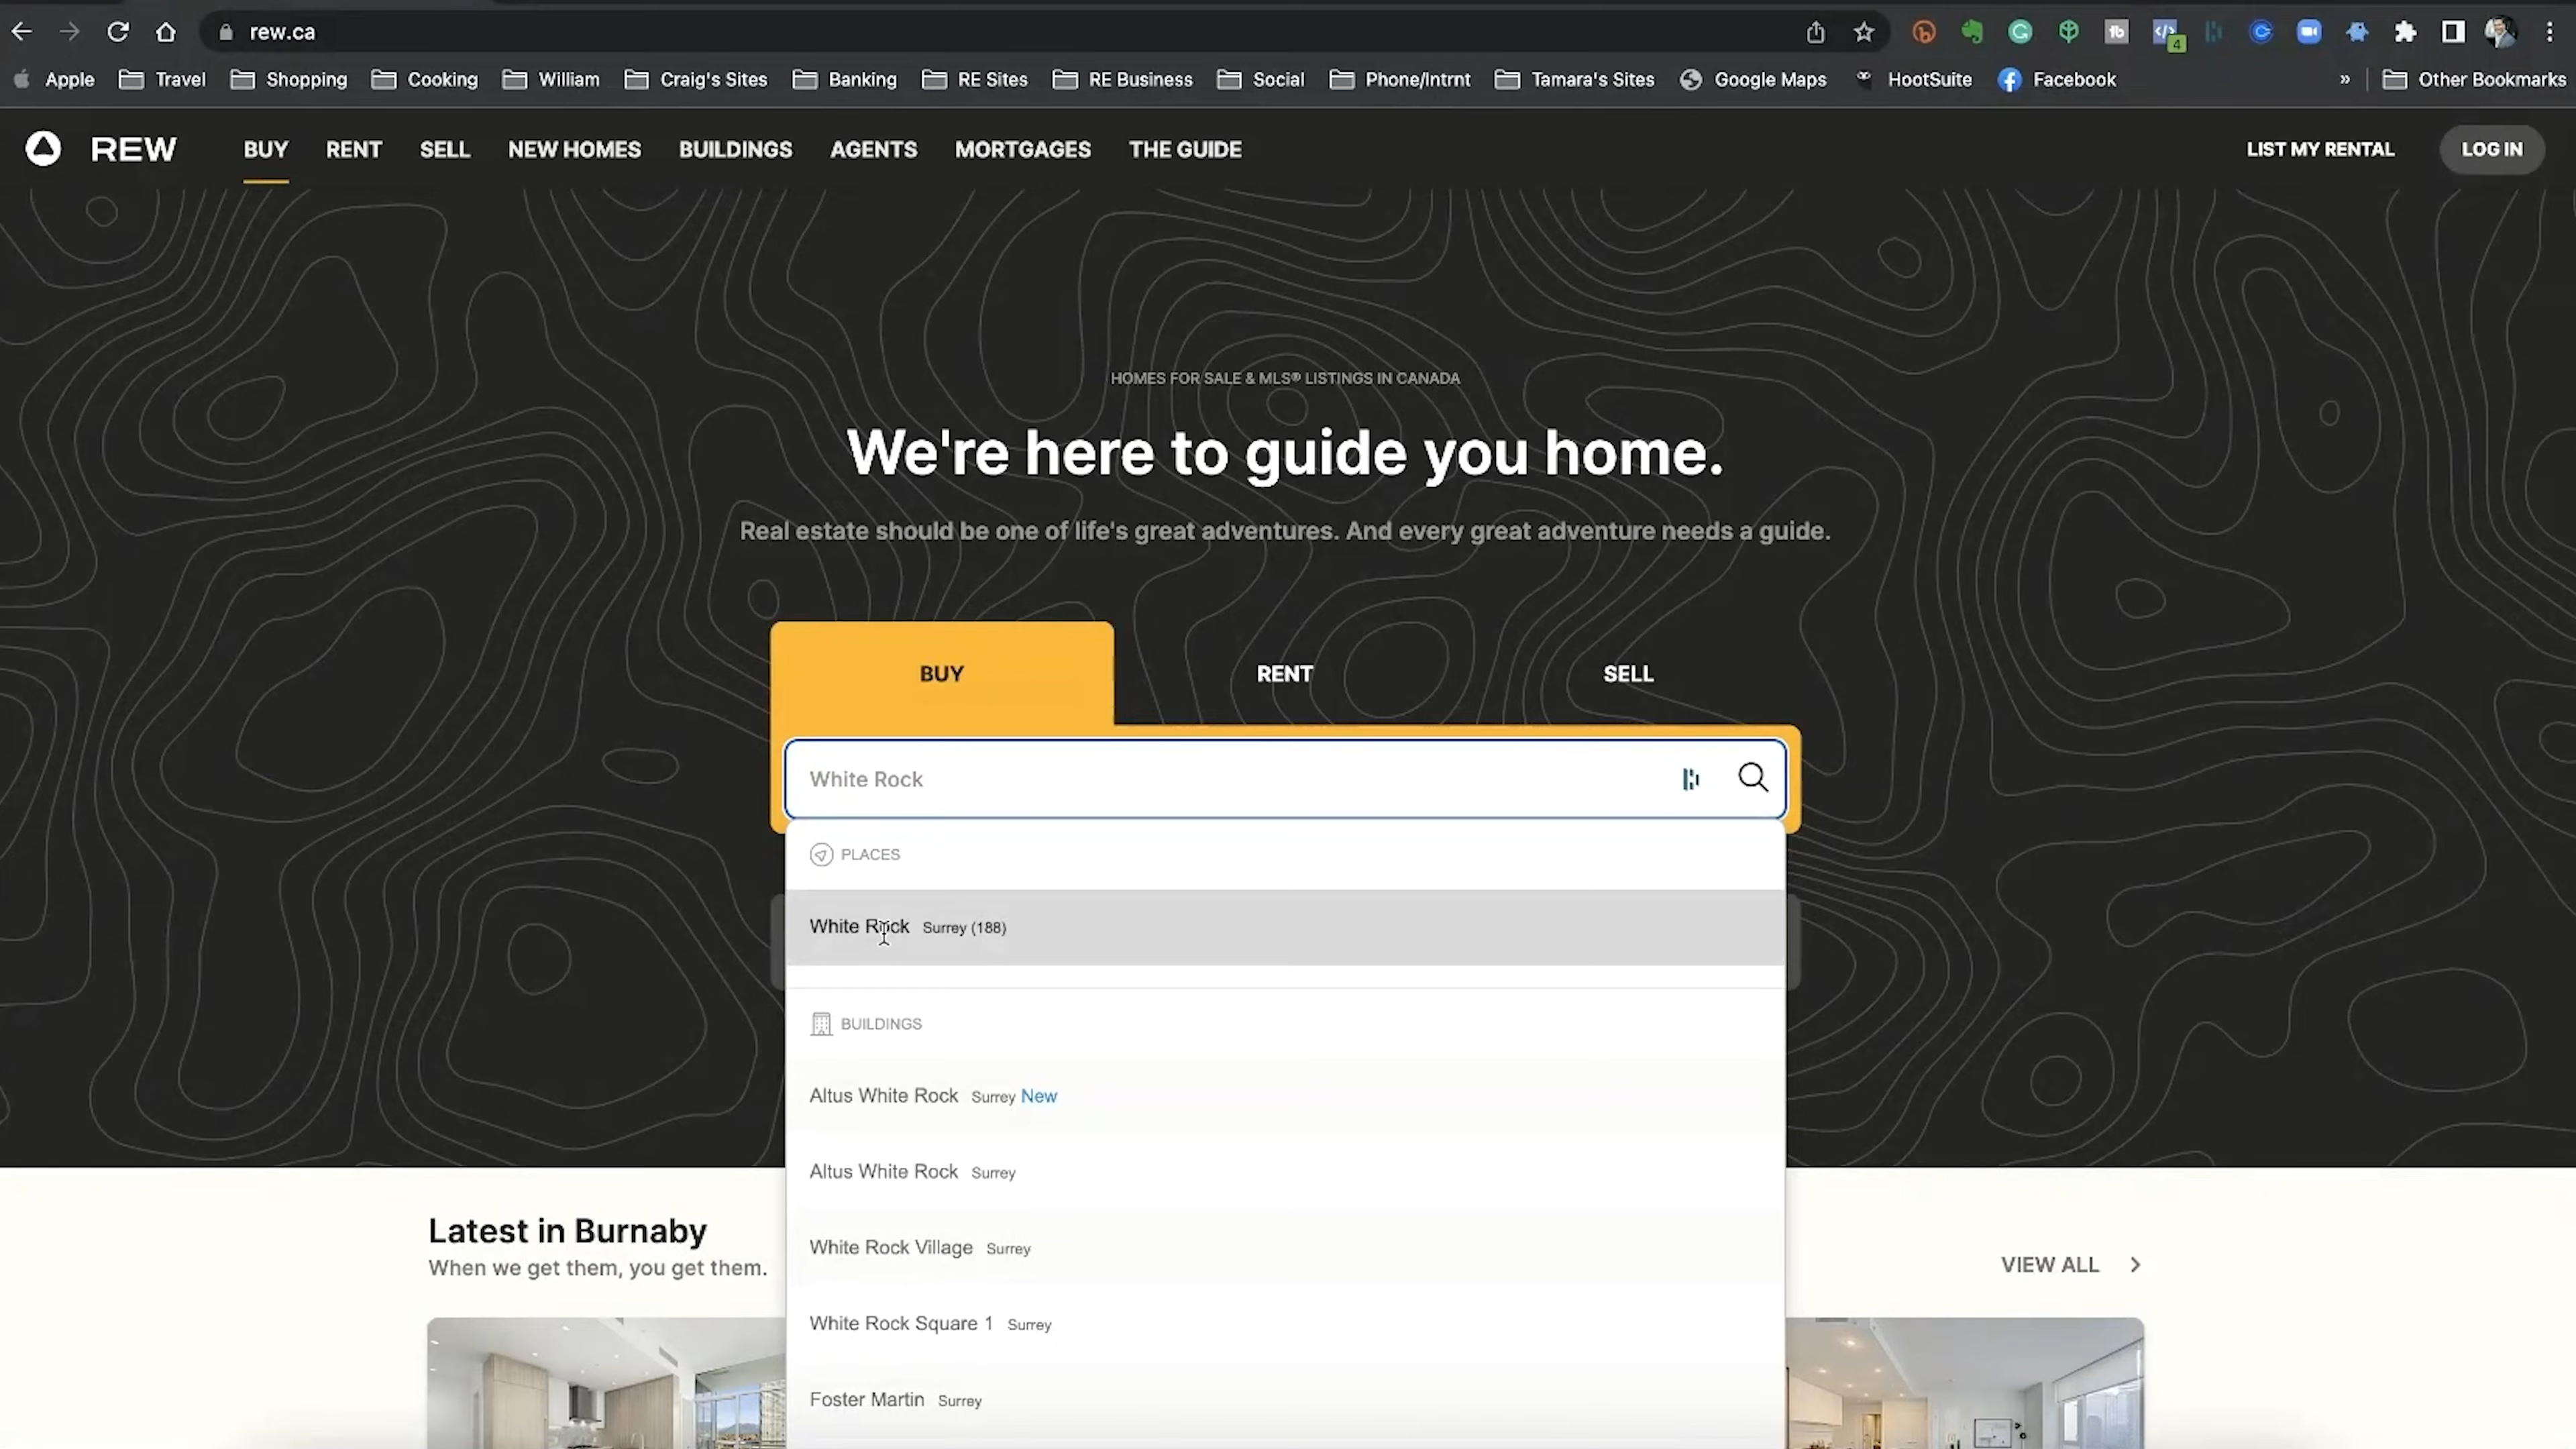 rew.ca
4
Apple Travel Shopping Cooking William Craig's Sites Banking RE Sites RE Business Social Phone/Intrnt Tamara's Sites Google Maps HootSuite Facebook » Other Bookmarks
REW BUY RENT SELL NEW HOMES BUILDINGS AGENTS MORTGAGES THE GUIDE LIST MY RENTAL LOG IN
HOMES FOR SALE & MLS® LISTINGS IN CANADA
We're here to guide you home.
Real estate should be one of life's great adventures. And every great adventure needs a guide.
BUY RENT SELL
White Rock
PLACES
White Rock Surrey (188)
BUILDINGS
Altus White Rock Surrey New
Altus White Rock Surrey
White Rock Village Surrey
White Rock Square 1 Surrey
Foster Martin Surrey
Latest in Burnaby
When we get them, you get them.
VIEW ALL